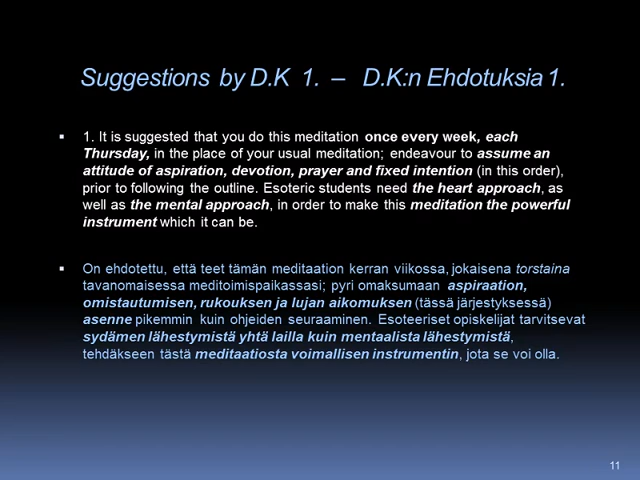 Suggestions by D.K 1. – D.K:n Ehdotuksia 1.
▪ 1. It is suggested that you do this meditation once every week, each
Thursday, in the place of your usual meditation; endeavour to assume an
attitude of aspiration, devotion, prayer and fixed intention (in this order),
prior to following the outline. Esoteric students need the heart approach, as
well as the mental approach, in order to make this meditation the powerful
instrument which it can be.
▪ On ehdotettu, että teet tämän meditaation kerran viikossa, jokaisena torstaina
tavanomaisessa meditoimispaikassasi; pyri omaksumaan aspiraation,
omistautumisen, rukouksen ja lujan aikomuksen (tässä järjestyksessä)
asenne pikemmin kuin ohjeiden seuraaminen. Esoteeriset opiskelijat tarvitsevat
sydämen lähestymistä yhtä lailla kuin mentaalista lähestymistä,
tehdäkseen tästä meditaatiosta voimallisen instrumentin, jota se voi olla.
11